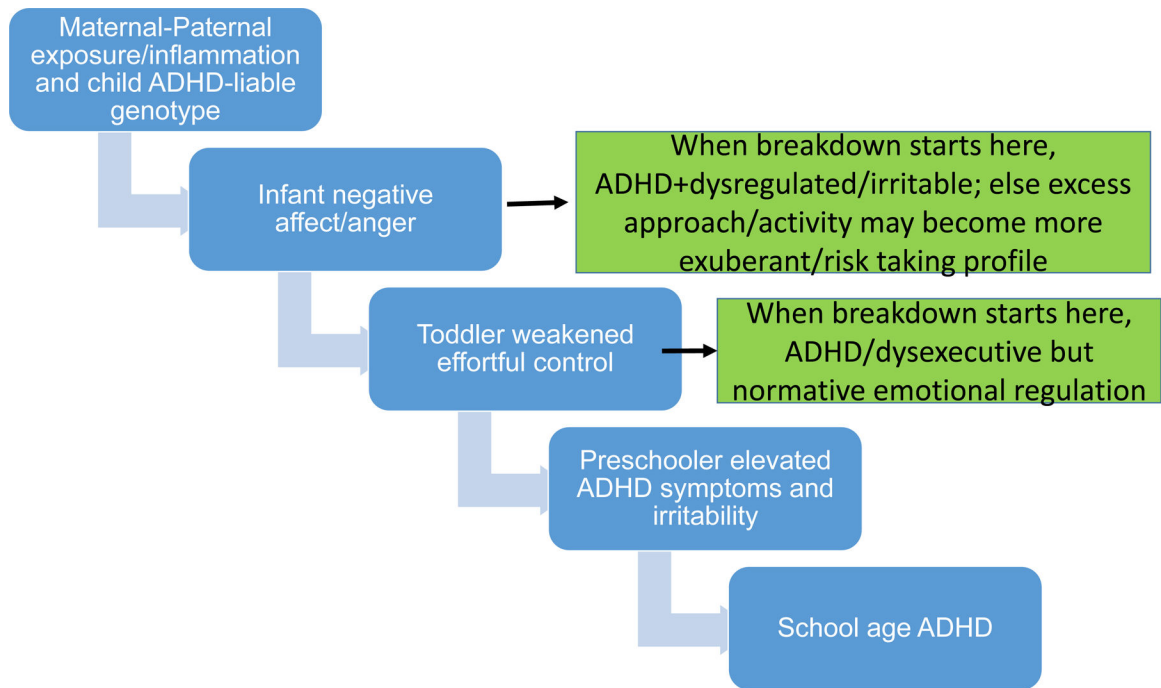 Maternal-Paternal
exposure/inflammation
and child ADHD-liable
genotype
Infant negative
affect/anger
When breakdown starts here,
ADHD+dysregulated/irritable; else excess
approach/activity may become more
exuberant/risk taking profile
Toddler weakened
effortful control
When breakdown starts here,
ADHD/dysexecutive but
normative emotional regulation
Preschooler elevated
ADHD symptoms and
irritability
School age ADHD